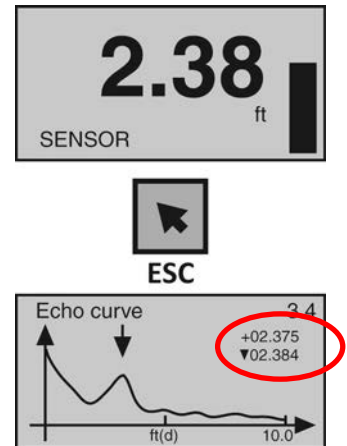 2.38
ft
SENSOR
ESC
Echo curve 3.4
+02.375
▼02.384
ft(d) 10.0